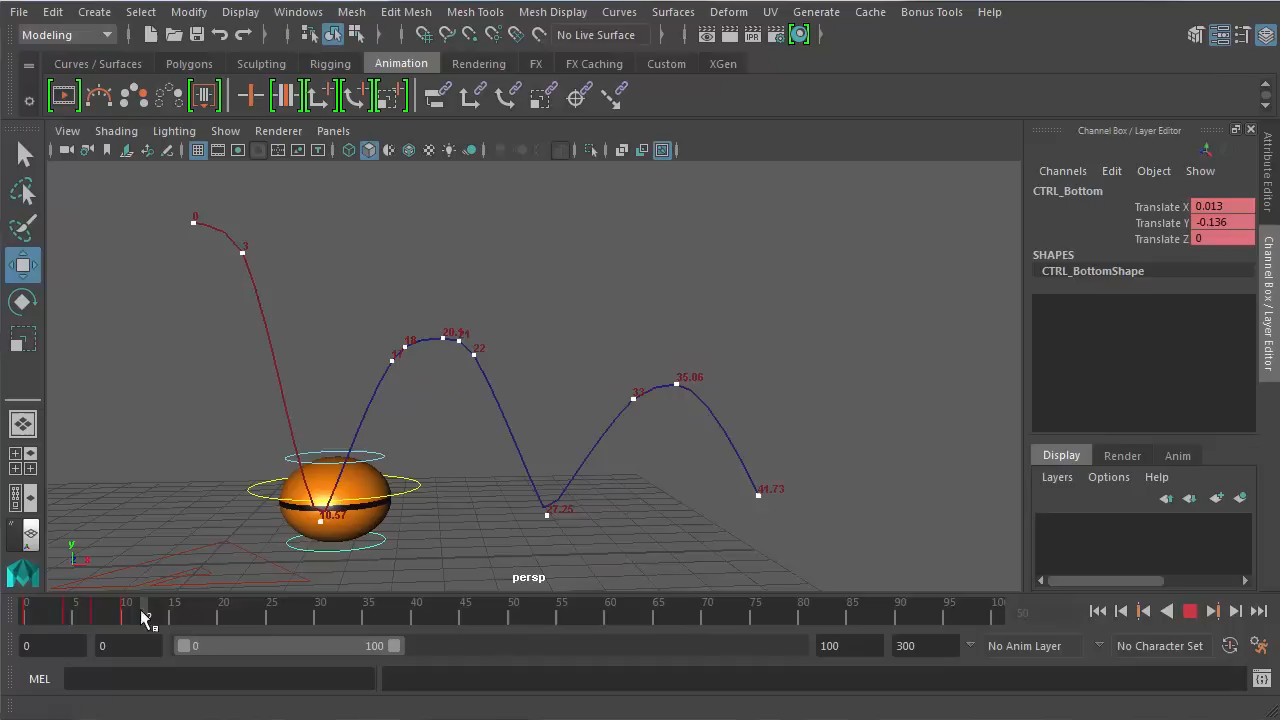 File Edit Create Select Modify Display Windows Mesh Edit Mesh Mesh Tools Mesh Display Curves Surfaces Deform UV Generate Cache Bonus Tools Help
Modeling No Live Surface
Curves / Surfaces Polygons Sculpting Rigging Animation Rendering FX FX Caching Custom XGen
View Shading Lighting Show Renderer Panels
Channel Box / Layer Editor
Channels Edit Object Show
CTRL_Bottom
Translate X 0.013
Translate Y -0.136
Translate Z 0
SHAPES
CTRL_BottomShape
Attribute Editor
Channel Box / Layer Editor
3
17
18
22
33
35.06
41.73
10.57
Display Render Anim
Layers Options Help
y
persp
0 5 10 15 20 25 30 35 40 45 50 55 60 65 70 75 80 85 90 95 50
0 0 0 100 100 300 No Anim Layer No Character Set
MEL